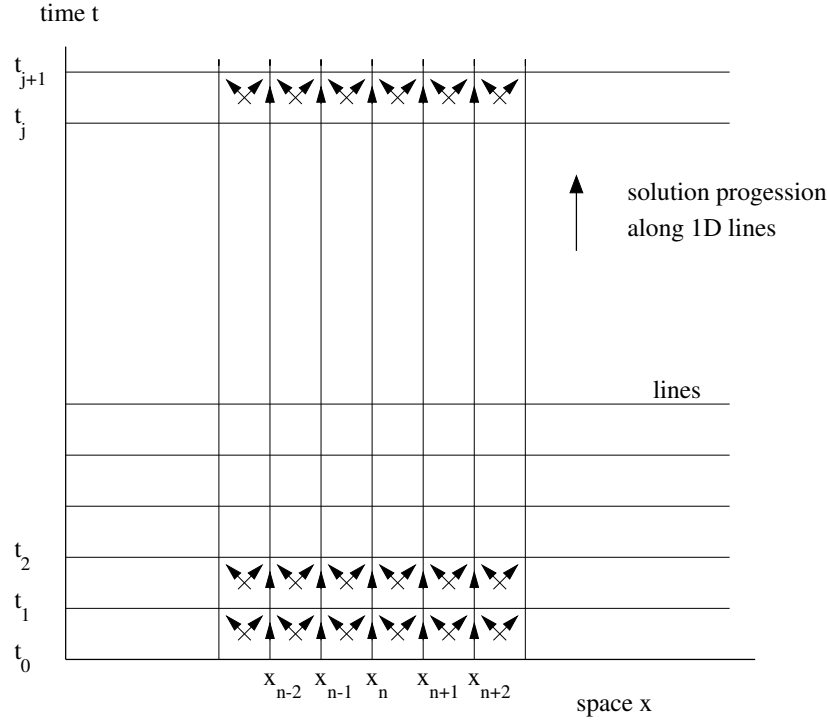 time t
t_{j+1}
t_j
solution progession
along 1D lines
lines
t_2
t_1
t_0
x_{n-2} x_{n-1} x_n x_{n+1} x_{n+2}
space x